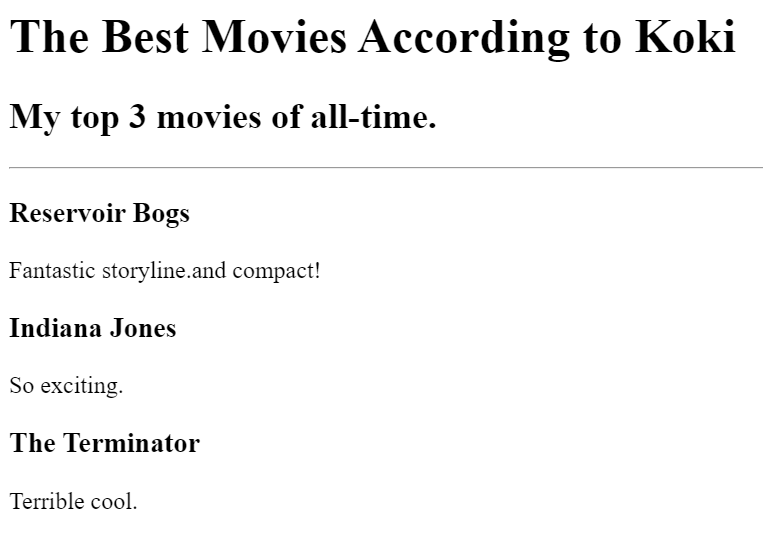 The Best Movies According to Koki
My top 3 movies of all-time.
Reservoir Bogs
Fantastic storyline.and compact!
Indiana Jones
So exciting.
The Terminator
Terrible cool.